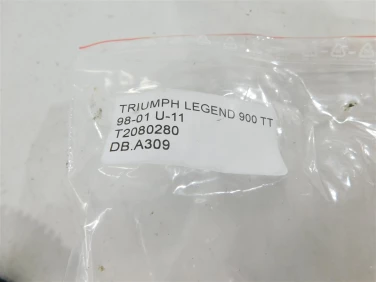 TRIUMPH LEGEND 900 TT
98-01 U-11
T2080280
DB.A309